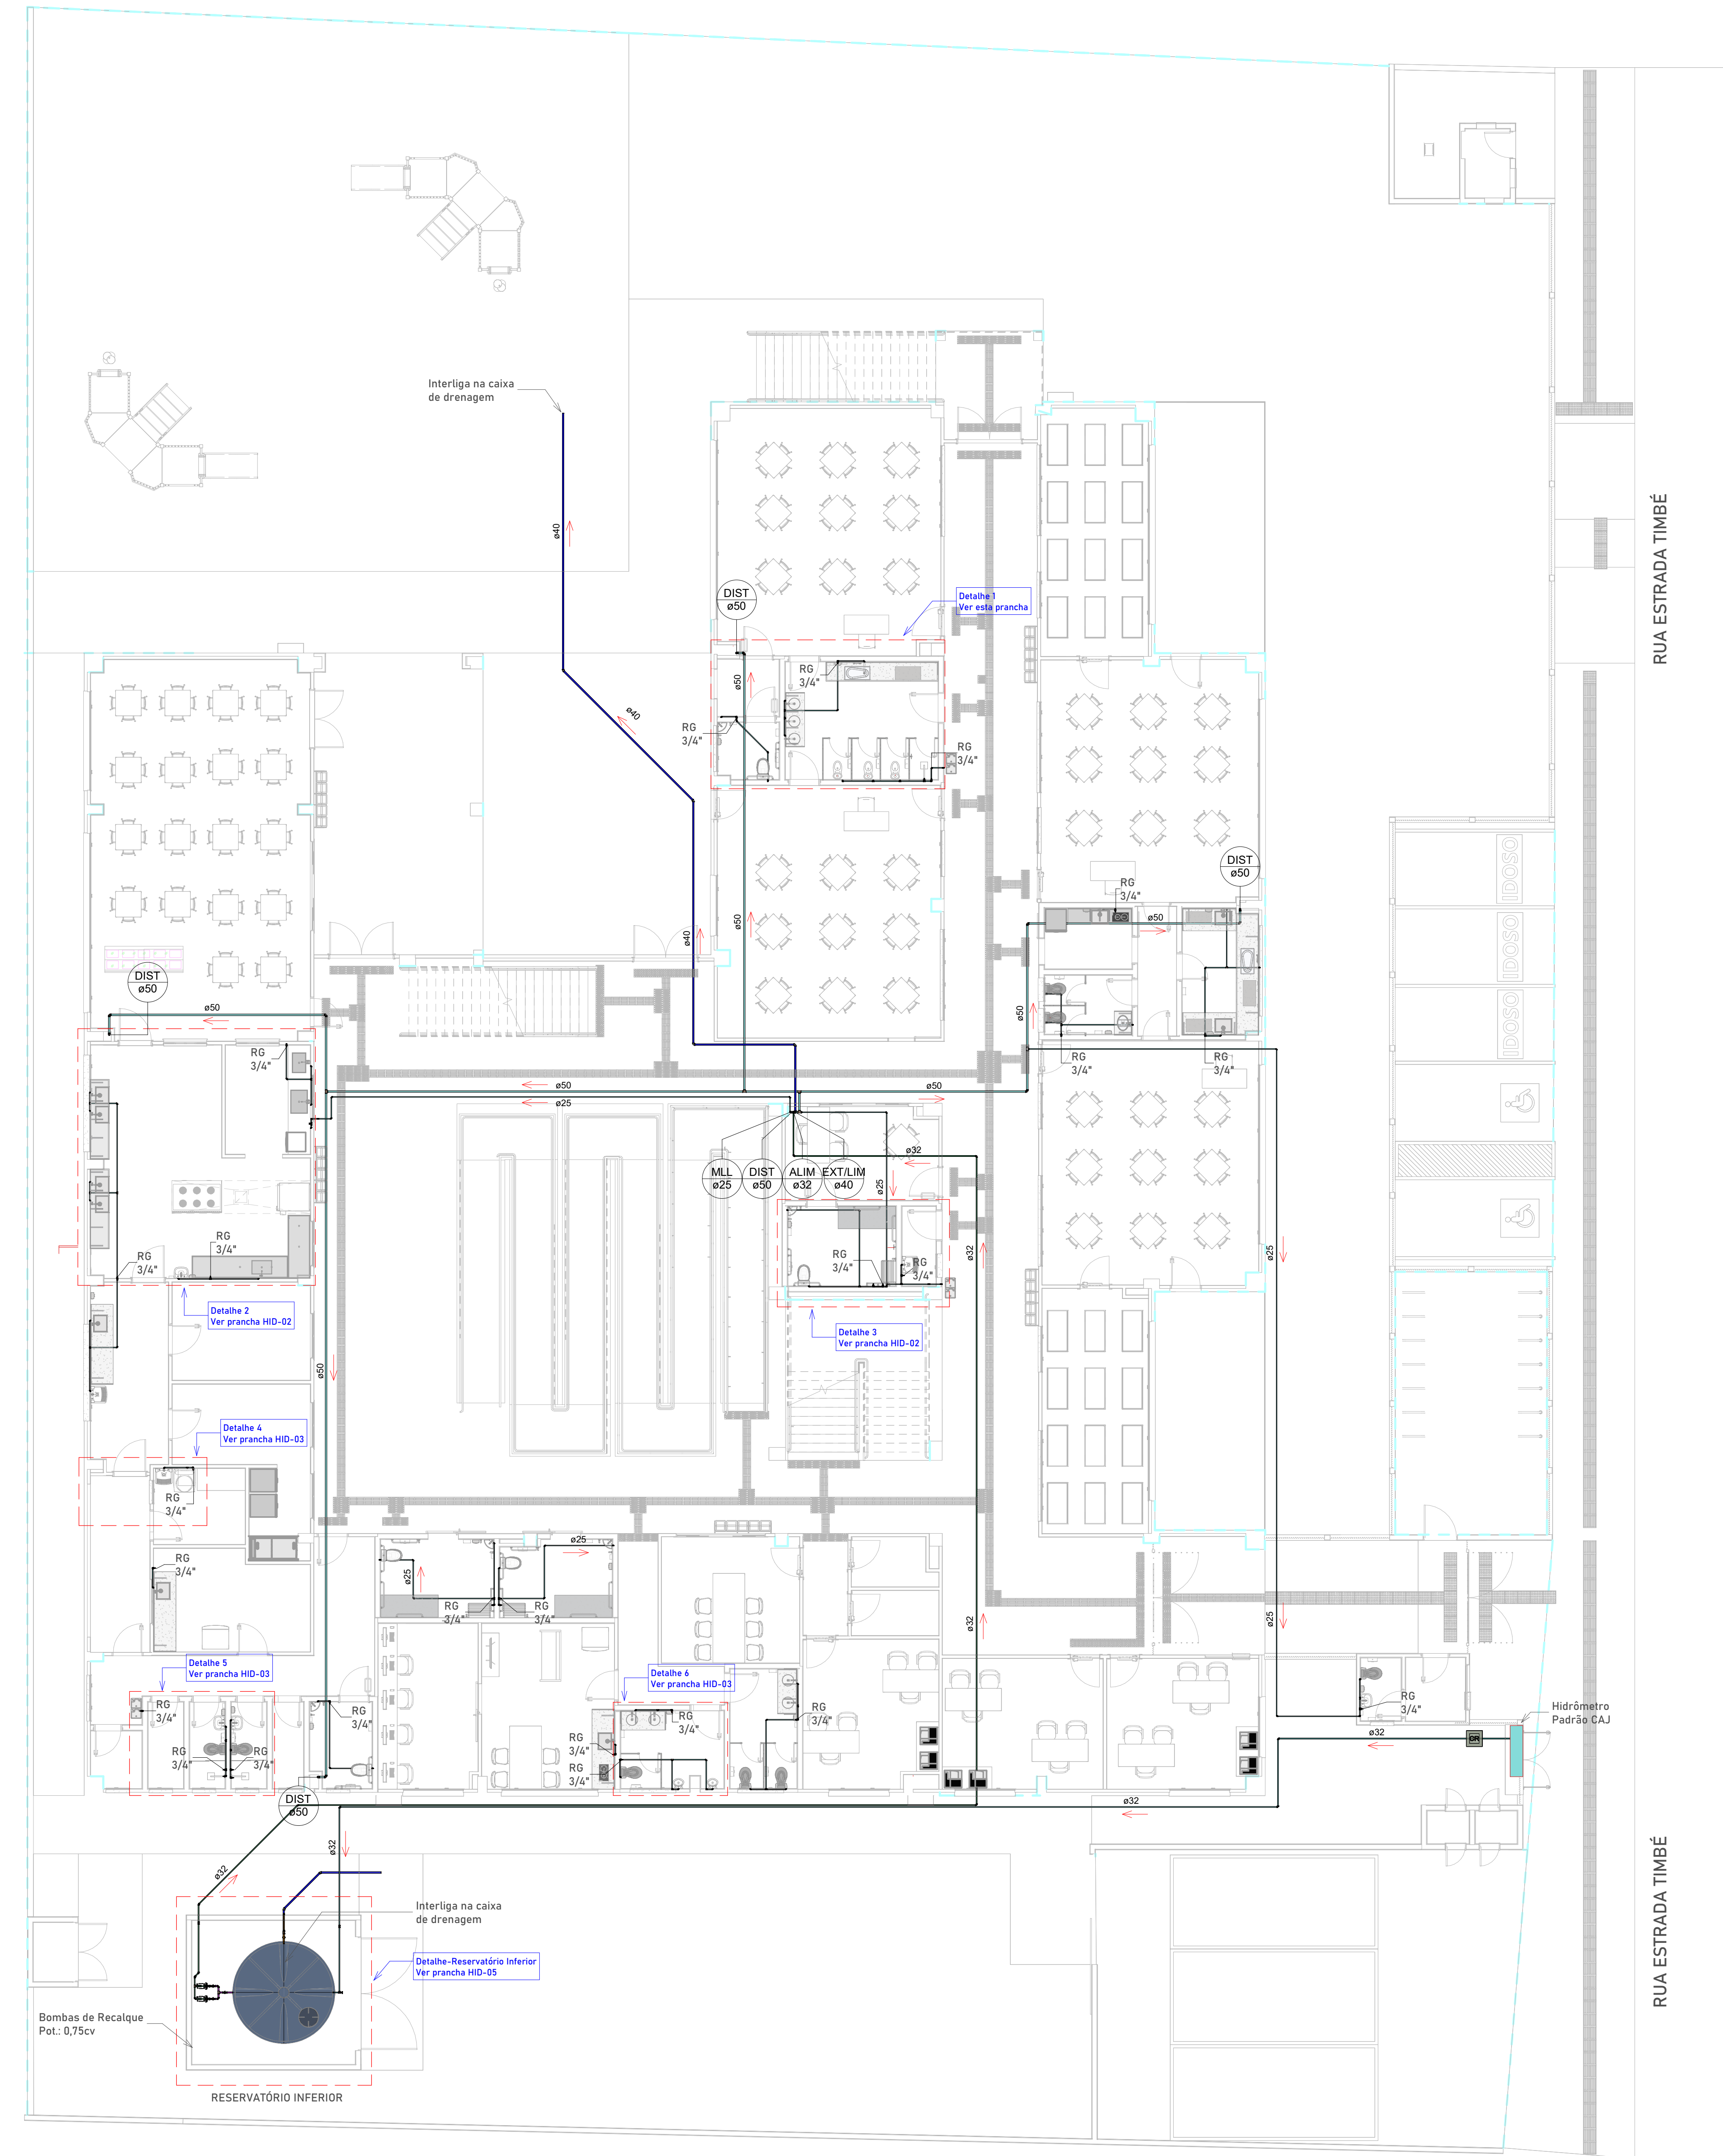 Interliga na caixa
de drenagem
ø40
RUA ESTRADA TIMBÉ
DIST
ø50
Detalhe 1
Ver esta prancha
RG
3/4"
ø50
ø40
RG
3/4"
RG
3/4"
IDOSO
DIST
ø50
RG
3/4"
ø50
ø50
ø40
IDOSO
DIST
ø50
ø50
ø50
IDOSO
RG
3/4"
RG
3/4"
RG
3/4"
ø50
ø50
ø25
ø32
MLL
ø25
DIST
ø50
ALIM
ø32
EXT/LIM
ø40
ø25
RG
3/4"
RG
3/4"
RG
3/4"
RG
3/4"
ø32
ø25
Detalhe 2
Ver prancha HID-02
Detalhe 3
Ver prancha HID-02
ø50
Detalhe 4
Ver prancha HID-03
RG
3/4"
ø25
RG
3/4"
ø25
RG
3/4"
RG
3/4"
ø32
ø25
Detalhe 5
Ver prancha HID-03
Detalhe 6
Ver prancha HID-03
RG
3/4"
RG
3/4"
RG
3/4"
RG
3/4"
RG
3/4"
Hidrômetro
Padrão CAJ
RG
3/4"
RG
3/4"
RG
3/4"
RG
3/4"
ø32
DIST
ø50
ø32
ø32
ø32
RUA ESTRADA TIMBÉ
Interliga na caixa
de drenagem
Detalhe-Reservatório Inferior
Ver prancha HID-05
Bombas de Recalque
Pot.: 0,75cv
RESERVATÓRIO INFERIOR